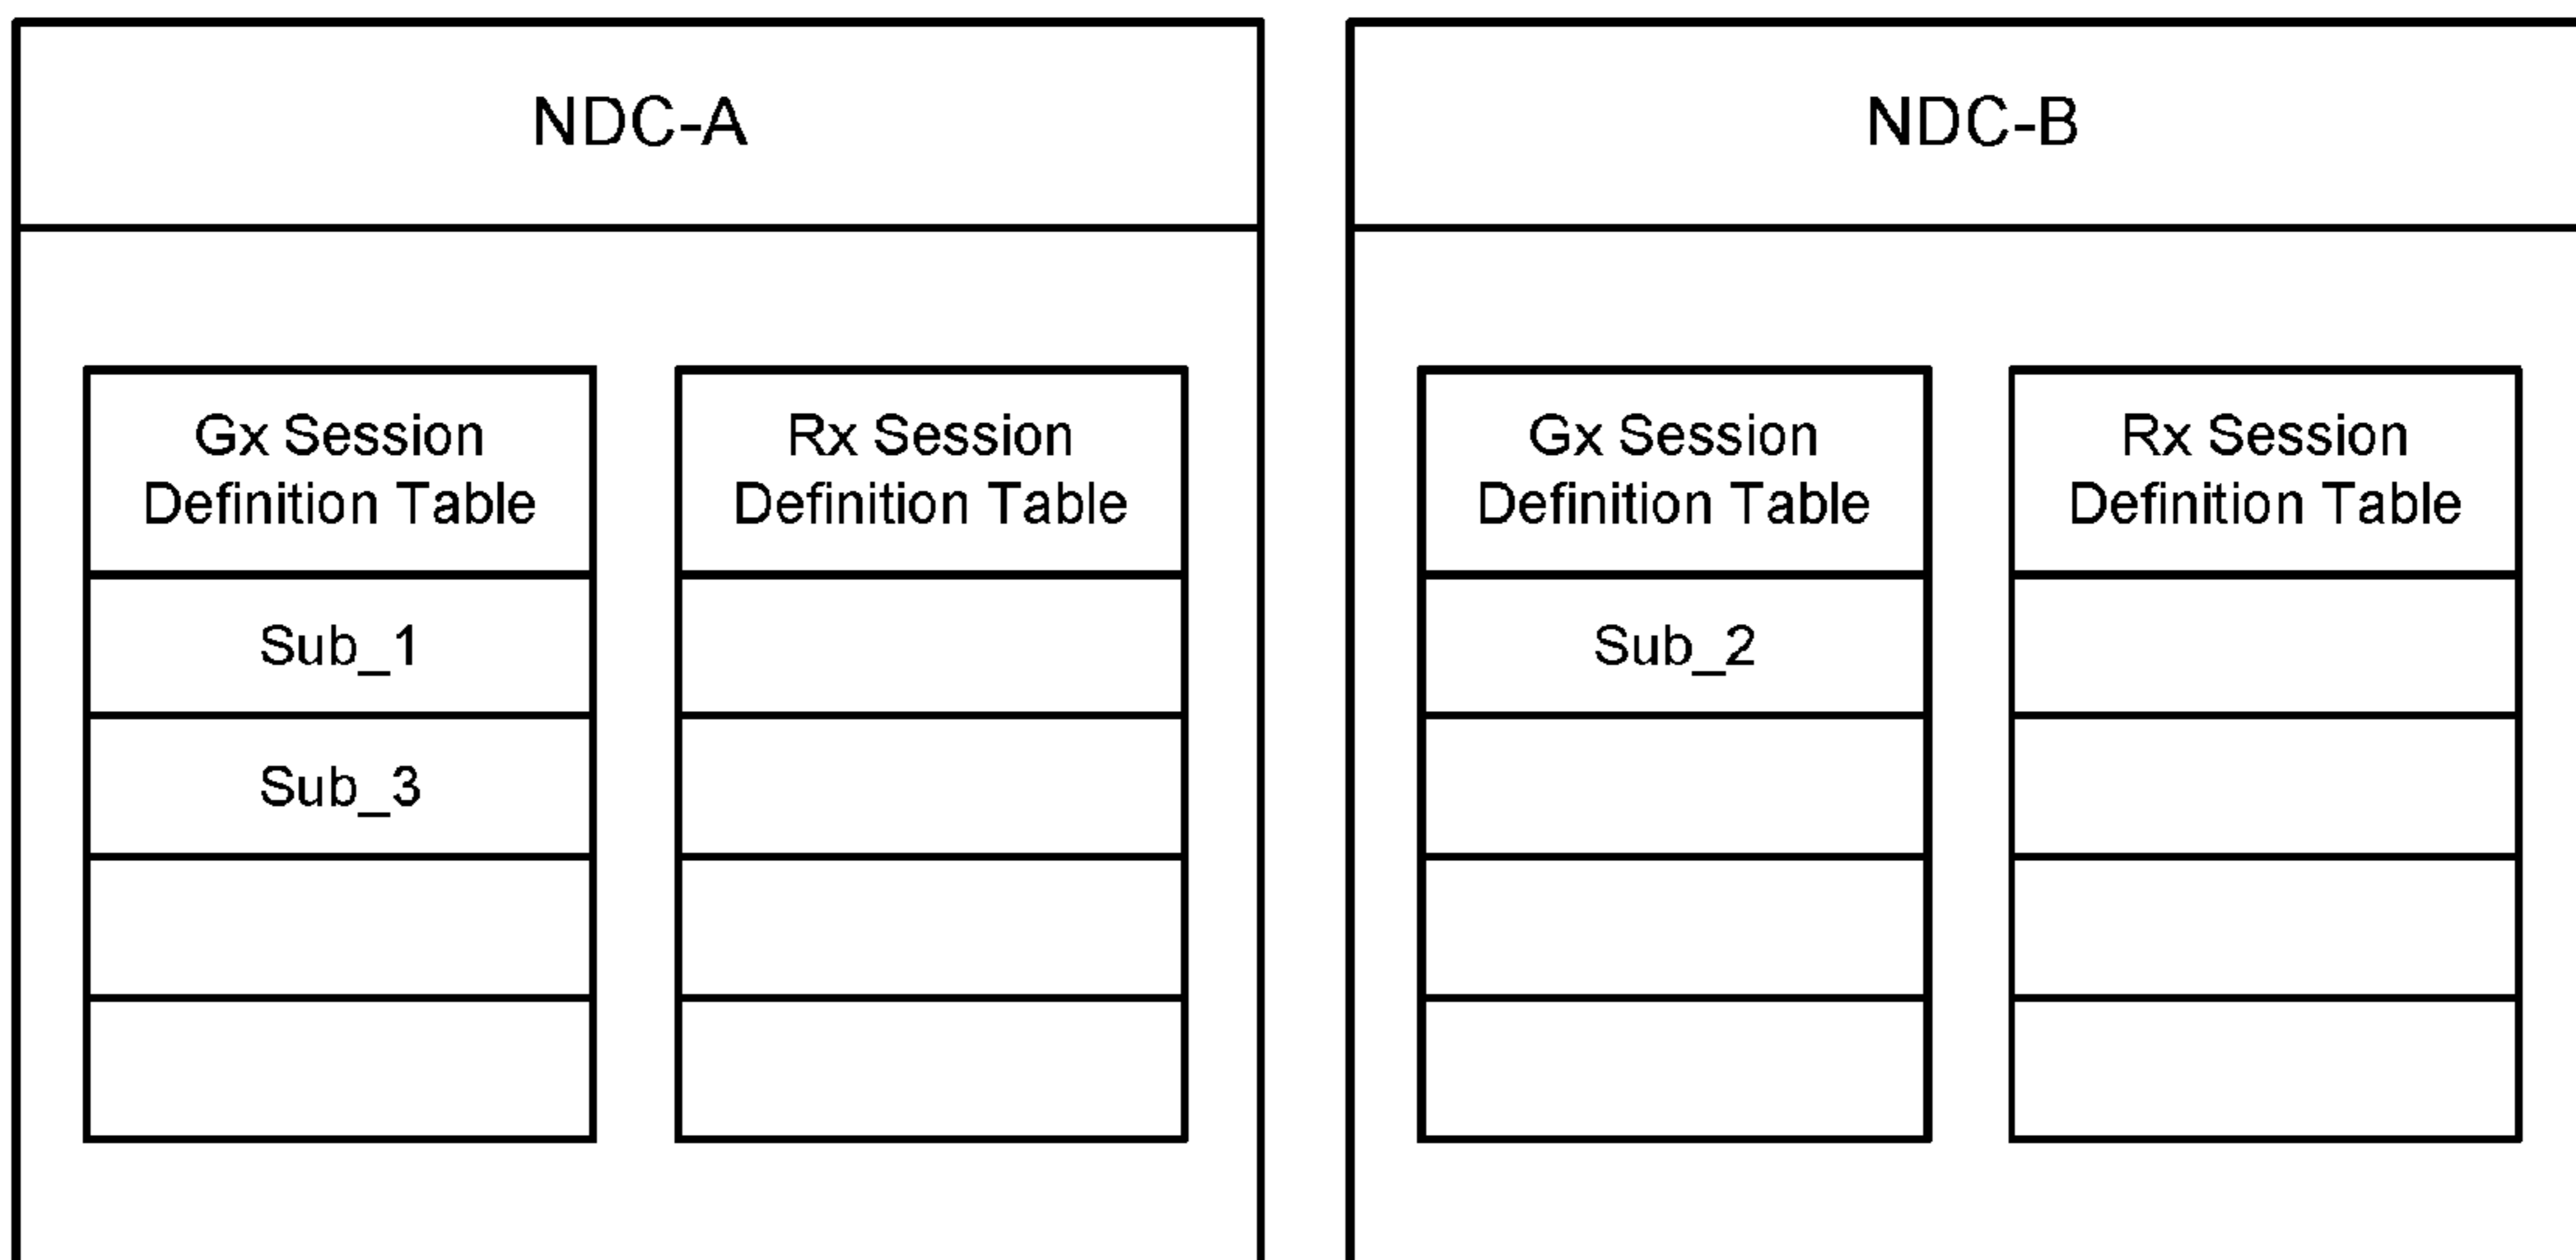 NDC-A
Gx Session
Definition Table
Sub_1
Sub_3
Rx Session
Definition Table
NDC-B
Gx Session
Definition Table
Sub_2
Rx Session
Definition Table